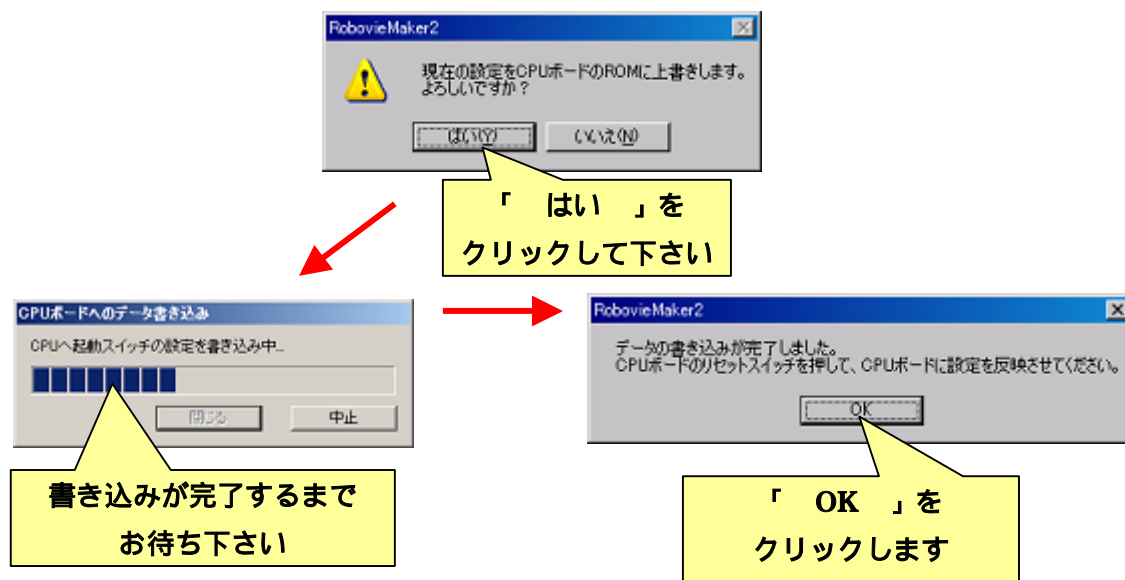 RobovieMaker2
現在の設定をCPUボードのROMに上書きします。
よろしいですか？
はい(Y)
いいえ(N)
「　はい　」を
クリックして下さい
CPUボードへのデータ書き込み
CPUへ起動スイッチの設定を書き込み中...
閉じる
中止
書き込みが完了するまで
お待ち下さい
RobovieMaker2
データの書き込みが完了しました。
CPUボードのリセットスイッチを押して、CPUボードに設定を反映させてください。
OK
「　OK　」を
クリックします